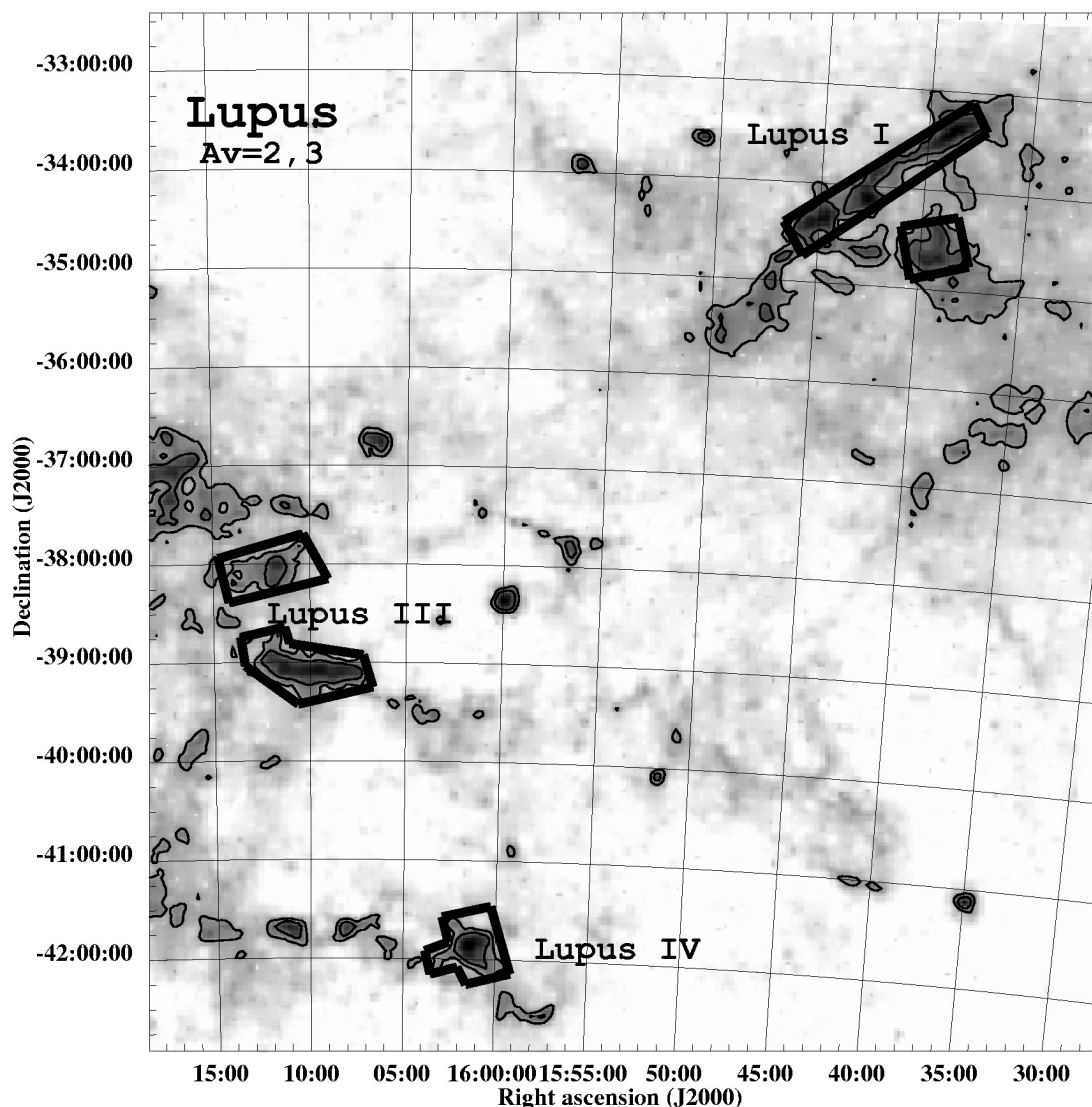 -33:00:00
Lupus
Av=2,3
Lupus I
-34:00:00
-35:00:00
-36:00:00
-37:00:00
-38:00:00
Lupus III
-39:00:00
-40:00:00
-41:00:00
Lupus IV
-42:00:00
Declination (J2000)
15:00 10:00 05:00 16:00:00 15:55:00 50:00 45:00 40:00 35:00 30:00
Right ascension (J2000)